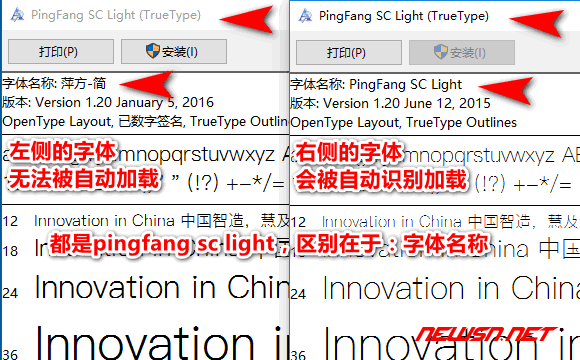 PingFang SC Light (TrueType)
打印(P)
安装(I)
字体名称: 萍方-简
版本: Version 1.20 January 5, 2016
OpenType Layout, 已数字签名, TrueType Outlin
左侧的字体
无法被自动加载
nopqrstuvwxyz A
" (!?) +-*/=
12 Innovation in China 中国智造，慧及
18 Innovation in China
24 Innovation in Chin
36 Innovation in
PingFang SC Light (TrueType)
打印(P)
安装(I)
字体名称: PingFang SC Light
版本: Version 1.20 June 12, 2015
OpenType Layout, TrueType Outlines
右侧的字体
会被自动识别加载
nopqrstuvwxyz AB
(!?) +-*/=
12 Innovation in China 中国智造，慧及
都是pingfang sc light，区别在于：字体名称
24 Innovation in China
36 Innovation in
newsn.net